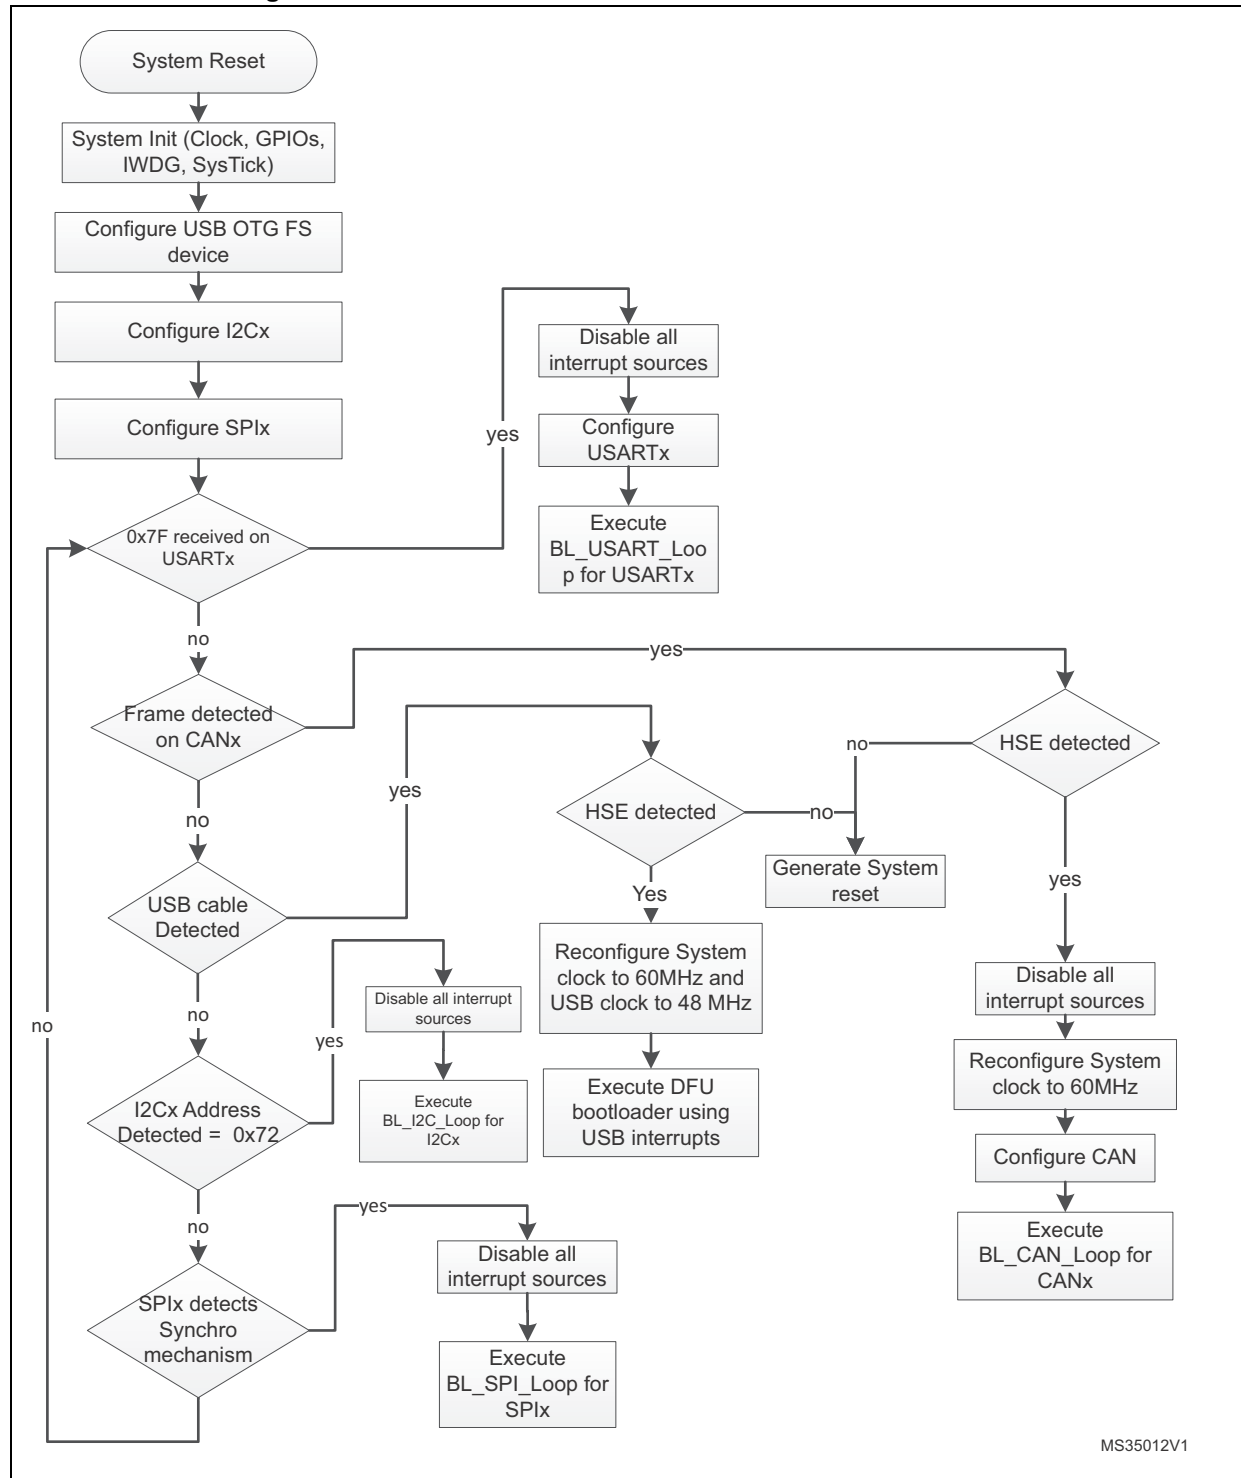 System Reset
System Init (Clock, GPIOs,
IWDG, SysTick)
Configure USB OTG FS
device
Configure I2Cx
Configure SPIx
0x7F received on
USARTx
yes
Disable all
interrupt sources
Configure
USARTx
Execute
BL_USART_Loo
p for USARTx
no
Frame detected
on CANx
yes
HSE detected
no
yes
Disable all
interrupt sources
Reconfigure System
clock to 60MHz
Configure CAN
Execute
BL_CAN_Loop for
CANx
no
USB cable
Detected
yes
HSE detected
no
Generate System
reset
Yes
Reconfigure System
clock to 60MHz and
USB clock to 48 MHz
Execute DFU
bootloader using
USB interrupts
no
I2Cx Address
Detected = 0x72
yes
Disable all interrupt
sources
Execute
BL_I2C_Loop for
I2Cx
no
SPIx detects
Synchro
mechanism
yes
Disable all
interrupt sources
Execute
BL_SPI_Loop for
SPIx
no
MS35012V1